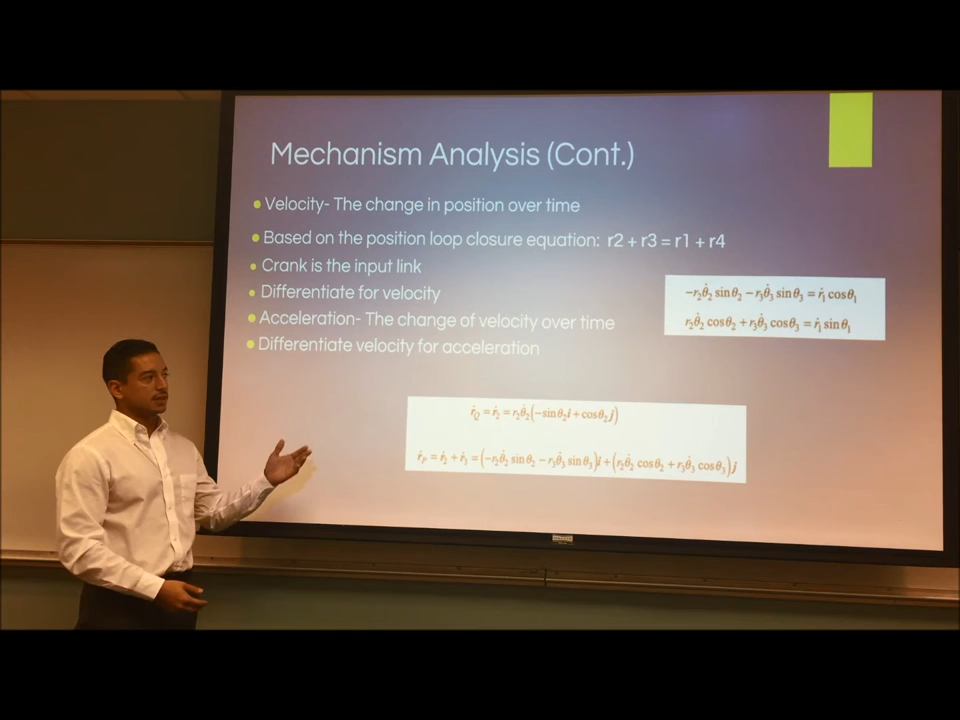 Mechanism Analysis (Cont.)
Velocity- The change in position over time
Based on the position loop closure equation: r2 + r3 = r1 + r4
Crank is the input link
Differentiate for velocity
Acceleration- The change of velocity over time
Differentiate velocity for acceleration
−r₂θ̇₂ sinθ₂ − r₃θ̇₃ sinθ₃ = ṙ₁ cosθ₁
r₂θ̇₂ cosθ₂ + r₃θ̇₃ cosθ₃ = ṙ₁ sinθ₁
ṙ_Q = ṙ₂ = r₂θ̇₂(−sinθ₂i + cosθ₂j)
ṙ_P = ṙ₂ + ṙ₃ = (−r₂θ̇₂ sinθ₂ − r₃θ̇₃ sinθ₃)i + (r₂θ̇₂ cosθ₂ + r₃θ̇₃ cosθ₃)j